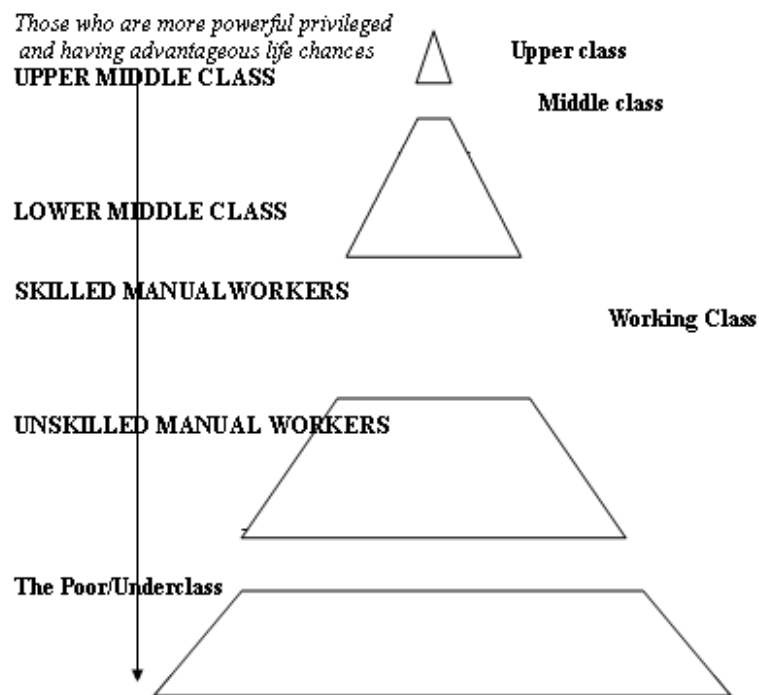 Those who are more powerful privileged
and having advantageous life chances
Upper class
UPPER MIDDLE CLASS
Middle class
LOWER MIDDLE CLASS
SKILLED MANUALWORKERS
Working Class
UNSKILLED MANUAL WORKERS
The Poor/Underclass